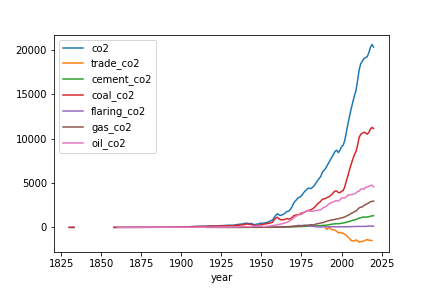 co2
trade_co2
cement_co2
coal_co2
flaring_co2
gas_co2
oil_co2
20000
15000
10000
5000
0
1825 1850 1875 1900 1925 1950 1975 2000 2025
year